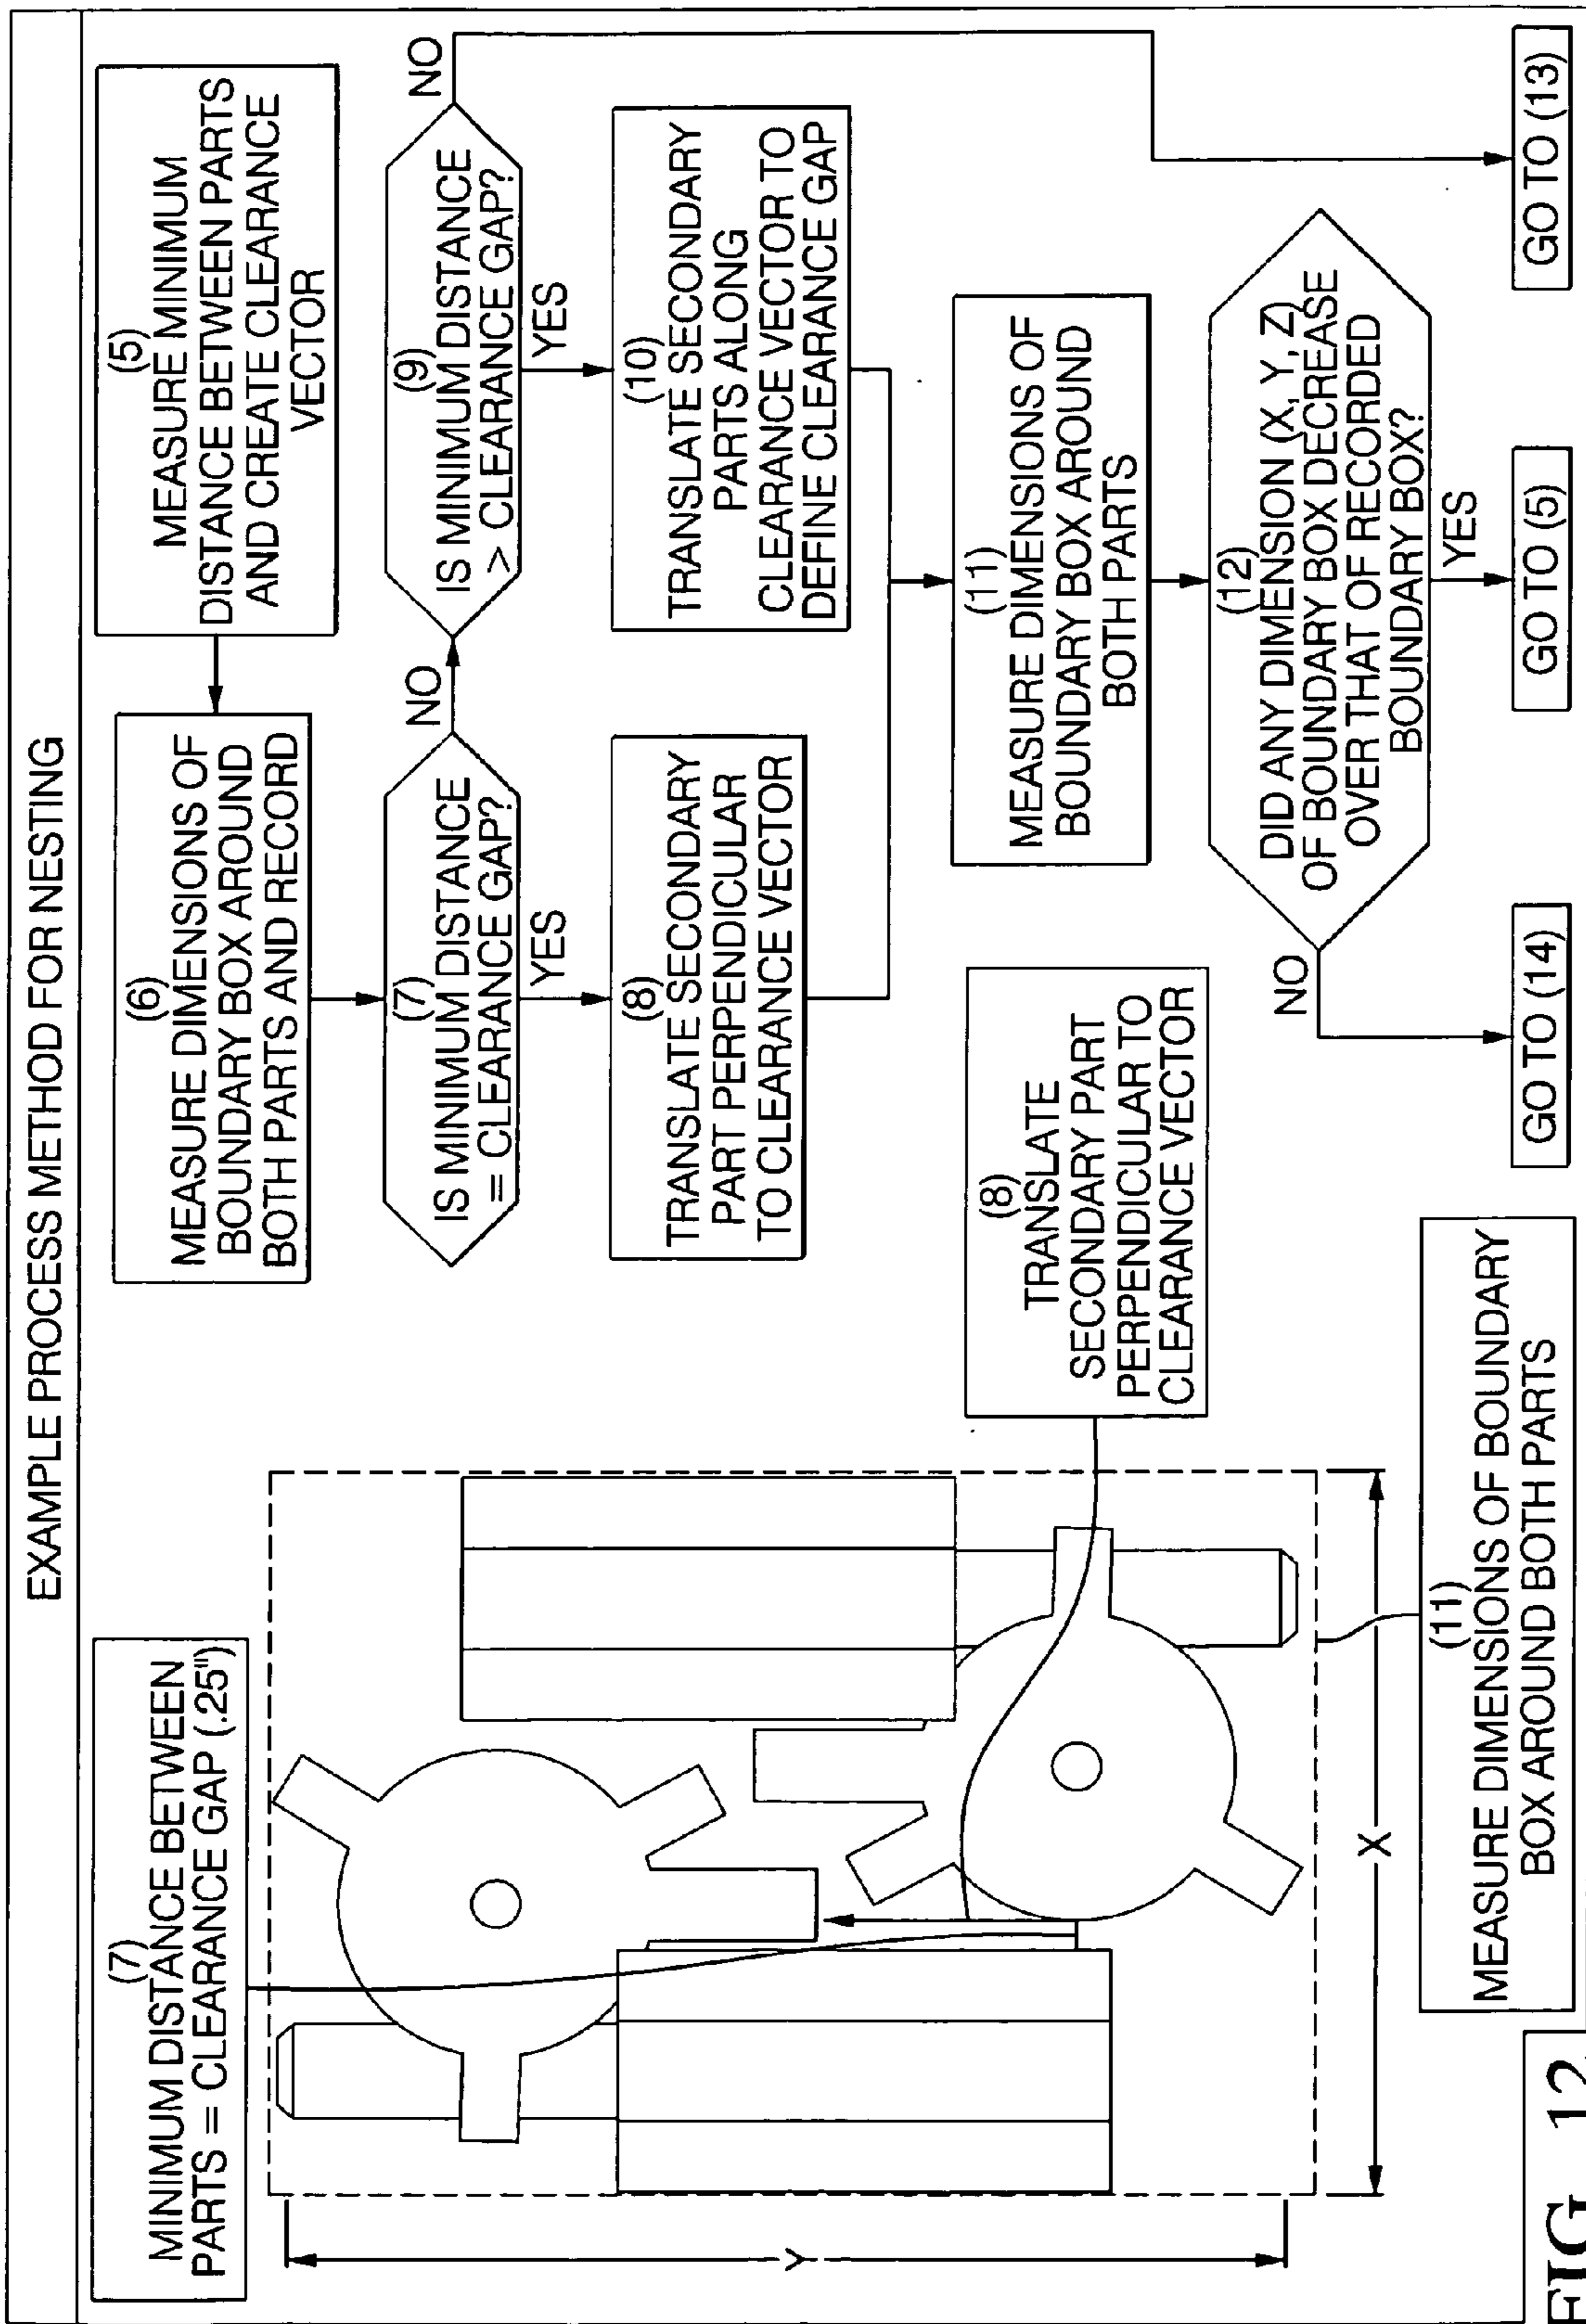 EXAMPLE PROCESS METHOD FOR NESTING
(7)
MINIMUM DISTANCE BETWEEN
PARTS = CLEARANCE GAP (.25")
Y
X
(8)
TRANSLATE
SECONDARY PART
PERPENDICULAR TO
CLEARANCE VECTOR
(11)
MEASURE DIMENSIONS OF BOUNDARY
BOX AROUND BOTH PARTS
(5)
MEASURE MINIMUM
DISTANCE BETWEEN PARTS
AND CREATE CLEARANCE
VECTOR
(6)
MEASURE DIMENSIONS OF
BOUNDARY BOX AROUND
BOTH PARTS AND RECORD
(7)
IS MINIMUM DISTANCE
= CLEARANCE GAP?
NO
YES
(8)
TRANSLATE SECONDARY
PART PERPENDICULAR
TO CLEARANCE VECTOR
(9)
IS MINIMUM DISTANCE
> CLEARANCE GAP?
NO
YES
(10)
TRANSLATE SECONDARY
PARTS ALONG
CLEARANCE VECTOR TO
DEFINE CLEARANCE GAP
(11)
MEASURE DIMENSIONS OF
BOUNDARY BOX AROUND
BOTH PARTS
(12)
DID ANY DIMENSION (X, Y, Z)
OF BOUNDARY BOX DECREASE
OVER THAT OF RECORDED
BOUNDARY BOX?
NO
YES
GO TO (14)
GO TO (5)
GO TO (13)
FIG 12